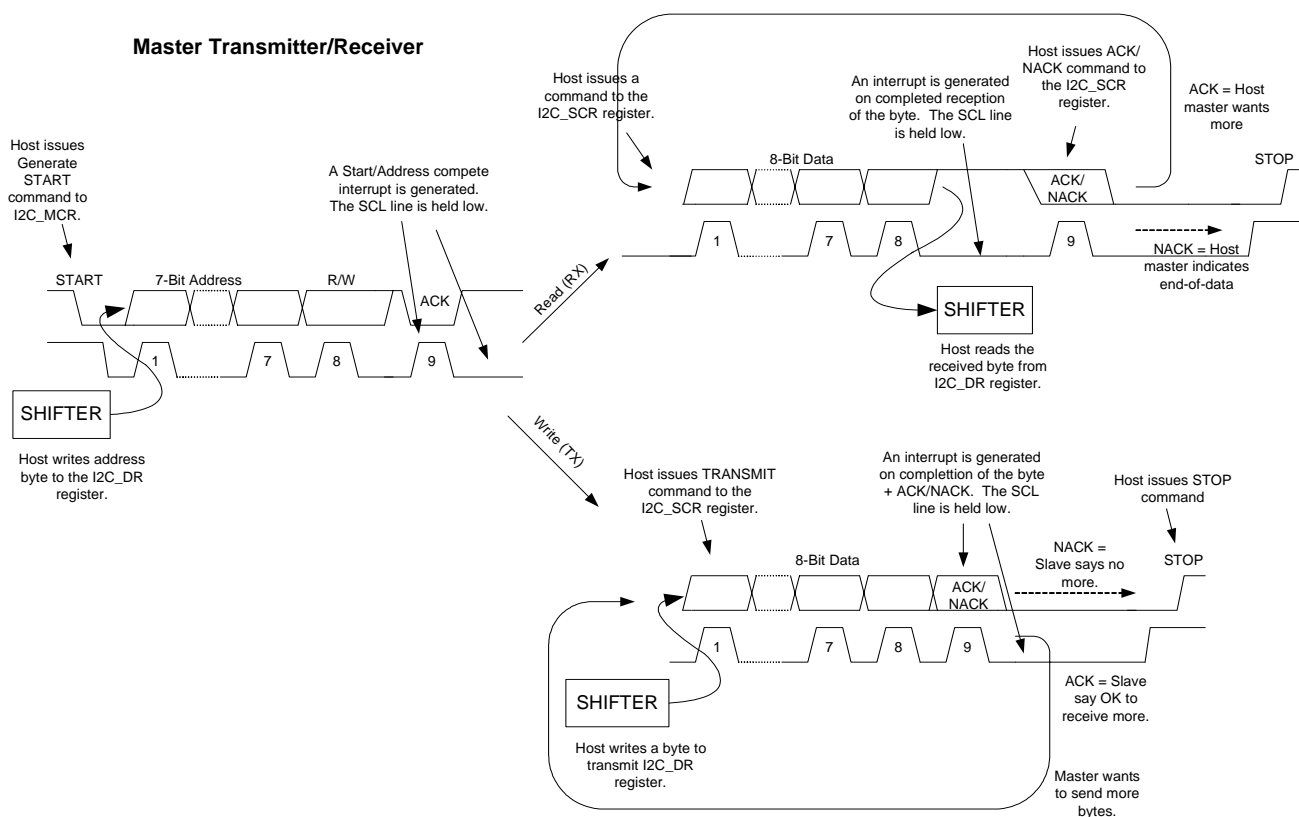 Master Transmitter/Receiver
Host issues
Generate
START
command to
I2C_MCR.
A Start/Address compete
interrupt is generated.
The SCL line is held low.
START
7-Bit Address
R/W
ACK
1
7
8
9
SHIFTER
Host writes address
byte to the I2C_DR
register.
Read (RX)
Write (TX)
Host issues a
command to the
I2C_SCR register.
An interrupt is generated
on completed reception
of the byte. The SCL line
is held low.
Host issues ACK/
NACK command to
the I2C_SCR
register.
ACK = Host
master wants
more
STOP
8-Bit Data
ACK/
NACK
1
7
8
9
NACK = Host
master indicates
end-of-data
SHIFTER
Host reads the
received byte from
I2C_DR register.
Host issues TRANSMIT
command to the
I2C_SCR register.
An interrupt is generated
on complettion of the byte
+ ACK/NACK. The SCL
line is held low.
Host issues STOP
command
NACK =
Slave says no
more.
STOP
8-Bit Data
ACK/
NACK
1
7
8
9
SHIFTER
Host writes a byte to
transmit I2C_DR
register.
ACK = Slave
say OK to
receive more.
Master wants
to send more
bytes.